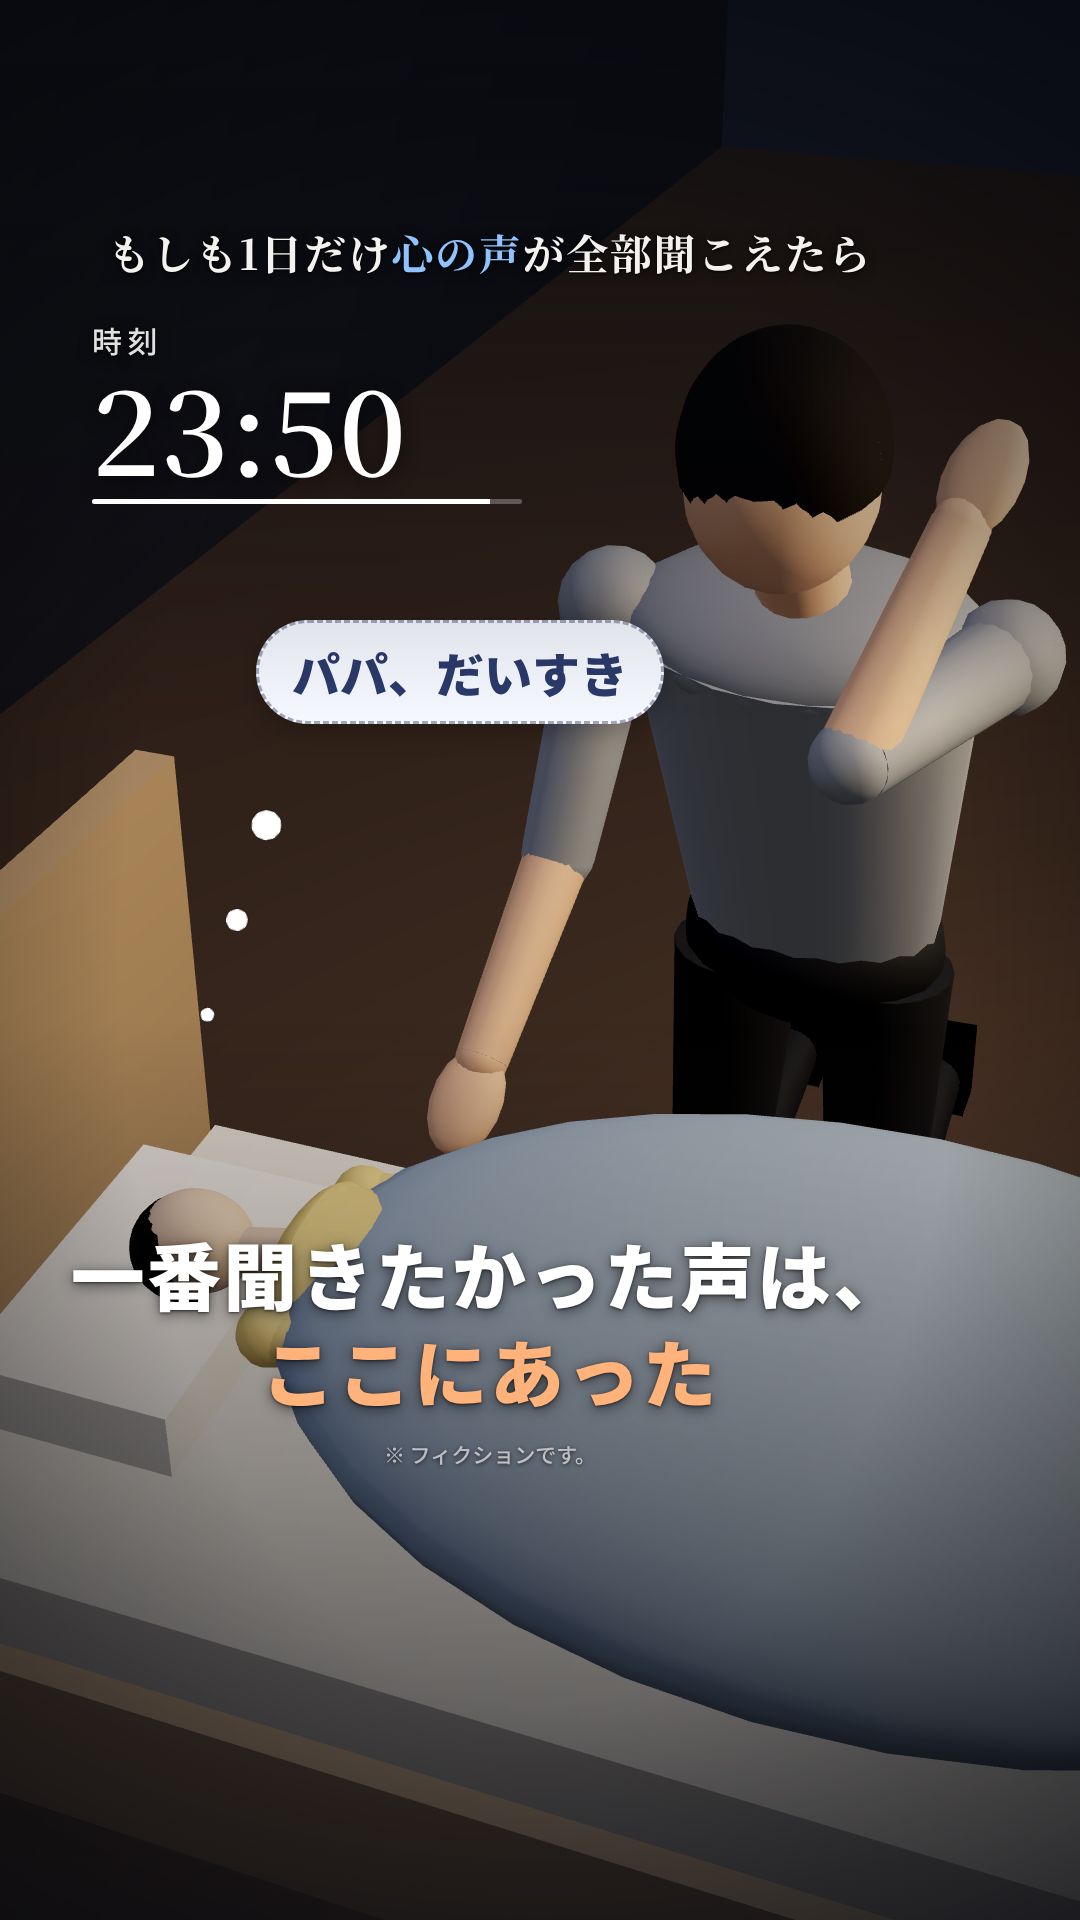 もしも1日だけ心の声が全部聞こえたら
時刻
23:50
パパ、だいすき
一番聞きたかった声は、
ここにあった
※ フィクションです。